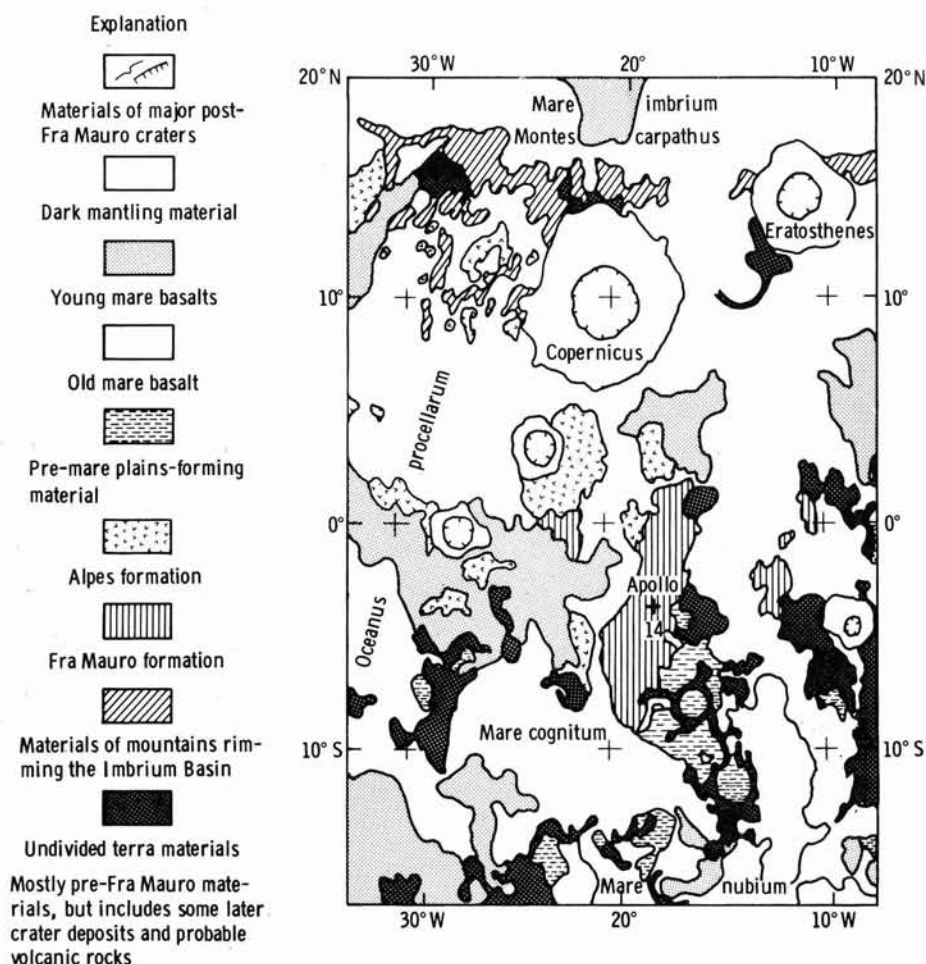 Explanation
Materials of major post-
Fra Mauro craters
Dark mantling material
Young mare basalts
Old mare basalt
Pre-mare plains-forming
material
Alpes formation
Fra Mauro formation
Materials of mountains rim-
ming the Imbrium Basin
Undivided terra materials
Mostly pre-Fra Mauro mate-
rials, but includes some later
crater deposits and probable
volcanic rocks
30°W 20° 10°W
20°N 20°N
Mare imbrium
Montes carpathus
Eratosthenes
10° 10°
Copernicus
procellarum
0° 0°
Apollo
14
Oceanus
Mare cognitum
10°S 10°S
Mare nubium
30°W 20° 10°W